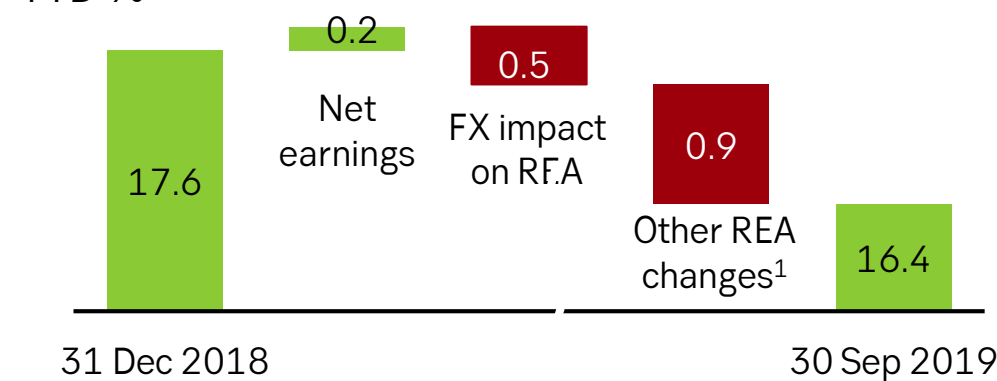 17.6
0.2
Net
earnings
0.5
FX impact
on REA
0.9
Other REA
changes¹
16.4
31 Dec 2018
30 Sep 2019